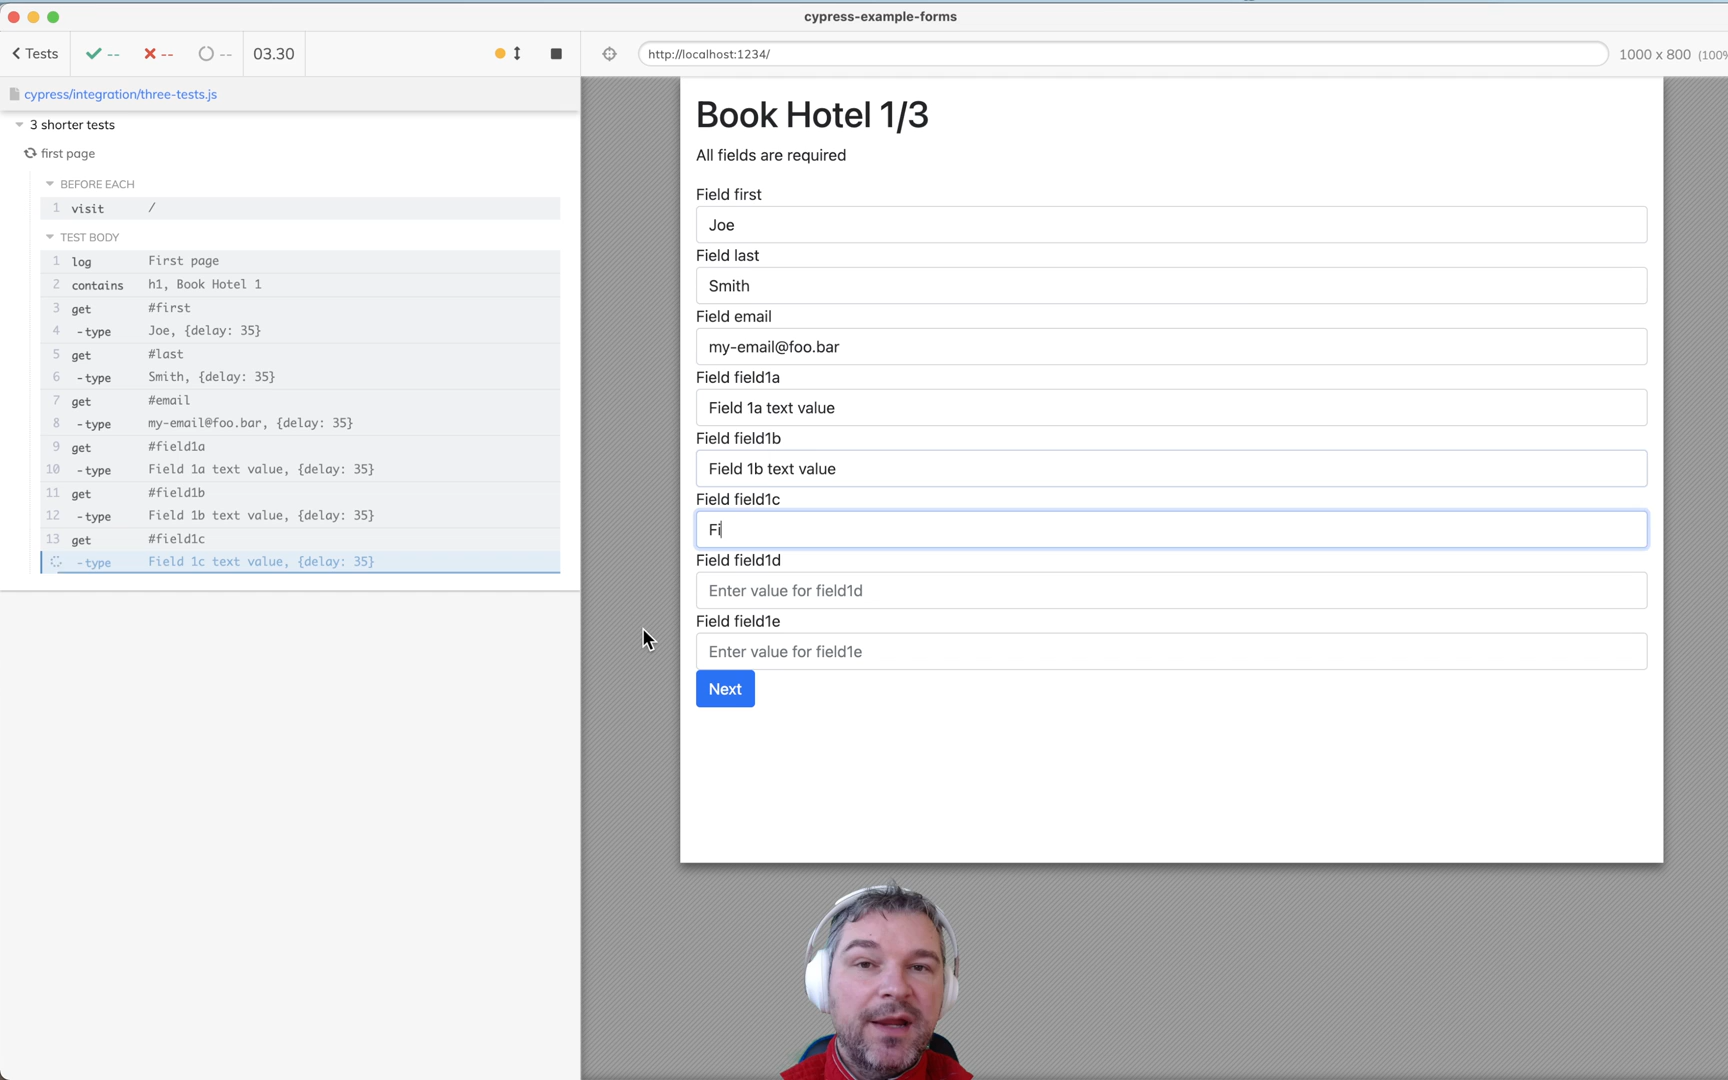 cypress-example-forms
Tests -- -- -- 03.30 http://localhost:1234/ 1000 x 800 (100%
cypress/integration/three-tests.js
3 shorter tests
first page
BEFORE EACH
1 visit /
TEST BODY
1 log First page
2 contains h1, Book Hotel 1
3 get #first
4 -type Joe, {delay: 35}
5 get #last
6 -type Smith, {delay: 35}
7 get #email
8 -type my-email@foo.bar, {delay: 35}
9 get #field1a
10 -type Field 1a text value, {delay: 35}
11 get #field1b
12 -type Field 1b text value, {delay: 35}
13 get #field1c
-type Field 1c text value, {delay: 35}
Book Hotel 1/3
All fields are required
Field first
Joe
Field last
Smith
Field email
my-email@foo.bar
Field field1a
Field 1a text value
Field field1b
Field 1b text value
Field field1c
Fi
Field field1d
Enter value for field1d
Field field1e
Enter value for field1e
Next